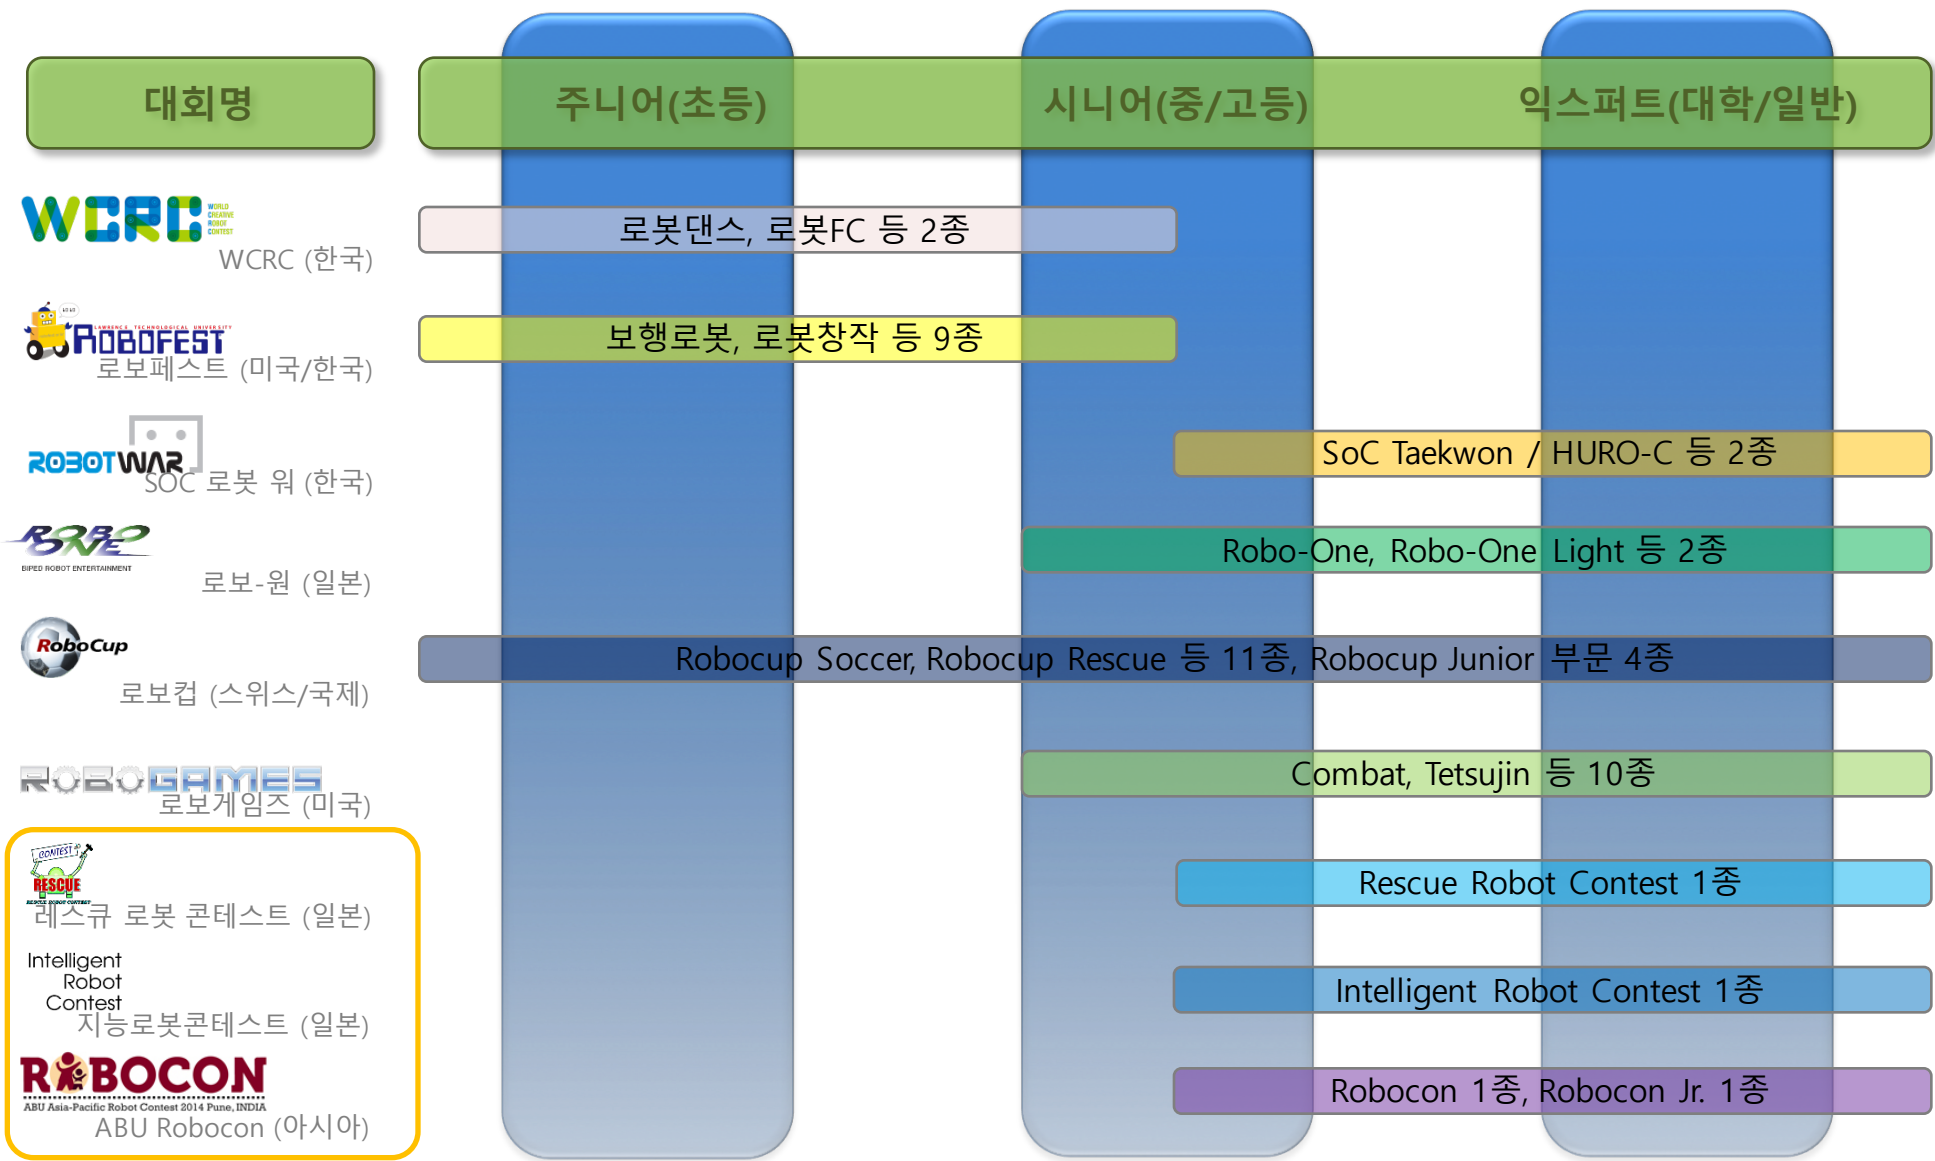 대회명
주니어(초등)
시니어(중/고등)
익스퍼트(대학/일반)
WCRC
WORLD
CREATIVE
ROBOT
CONTEST
WCRC (한국)
로봇댄스, 로봇FC 등 2종
LAWRENCE TECHNOLOGICAL UNIVERSITY
ROBOFEST
로보페스트 (미국/한국)
보행로봇, 로봇창작 등 9종
ROBOTWAR
SOC 로봇 워 (한국)
SoC Taekwon / HURO-C 등 2종
ROBO
ONE
BIPED ROBOT ENTERTAINMENT
로보-원 (일본)
Robo-One, Robo-One Light 등 2종
RoboCup
로보컵 (스위스/국제)
Robocup Soccer, Robocup Rescue 등 11종, Robocup Junior 부문 4종
ROBOGAMES
로보게임즈 (미국)
Combat, Tetsujin 등 10종
CONTEST
RESCUE
RESCUE ROBOT CONTEST
레스큐 로봇 콘테스트 (일본)
Rescue Robot Contest 1종
Intelligent
Robot
Contest
지능로봇콘테스트 (일본)
Intelligent Robot Contest 1종
ROBOCON
ABU Asia-Pacific Robot Contest 2014 Pune, INDIA
ABU Robocon (아시아)
Robocon 1종, Robocon Jr. 1종